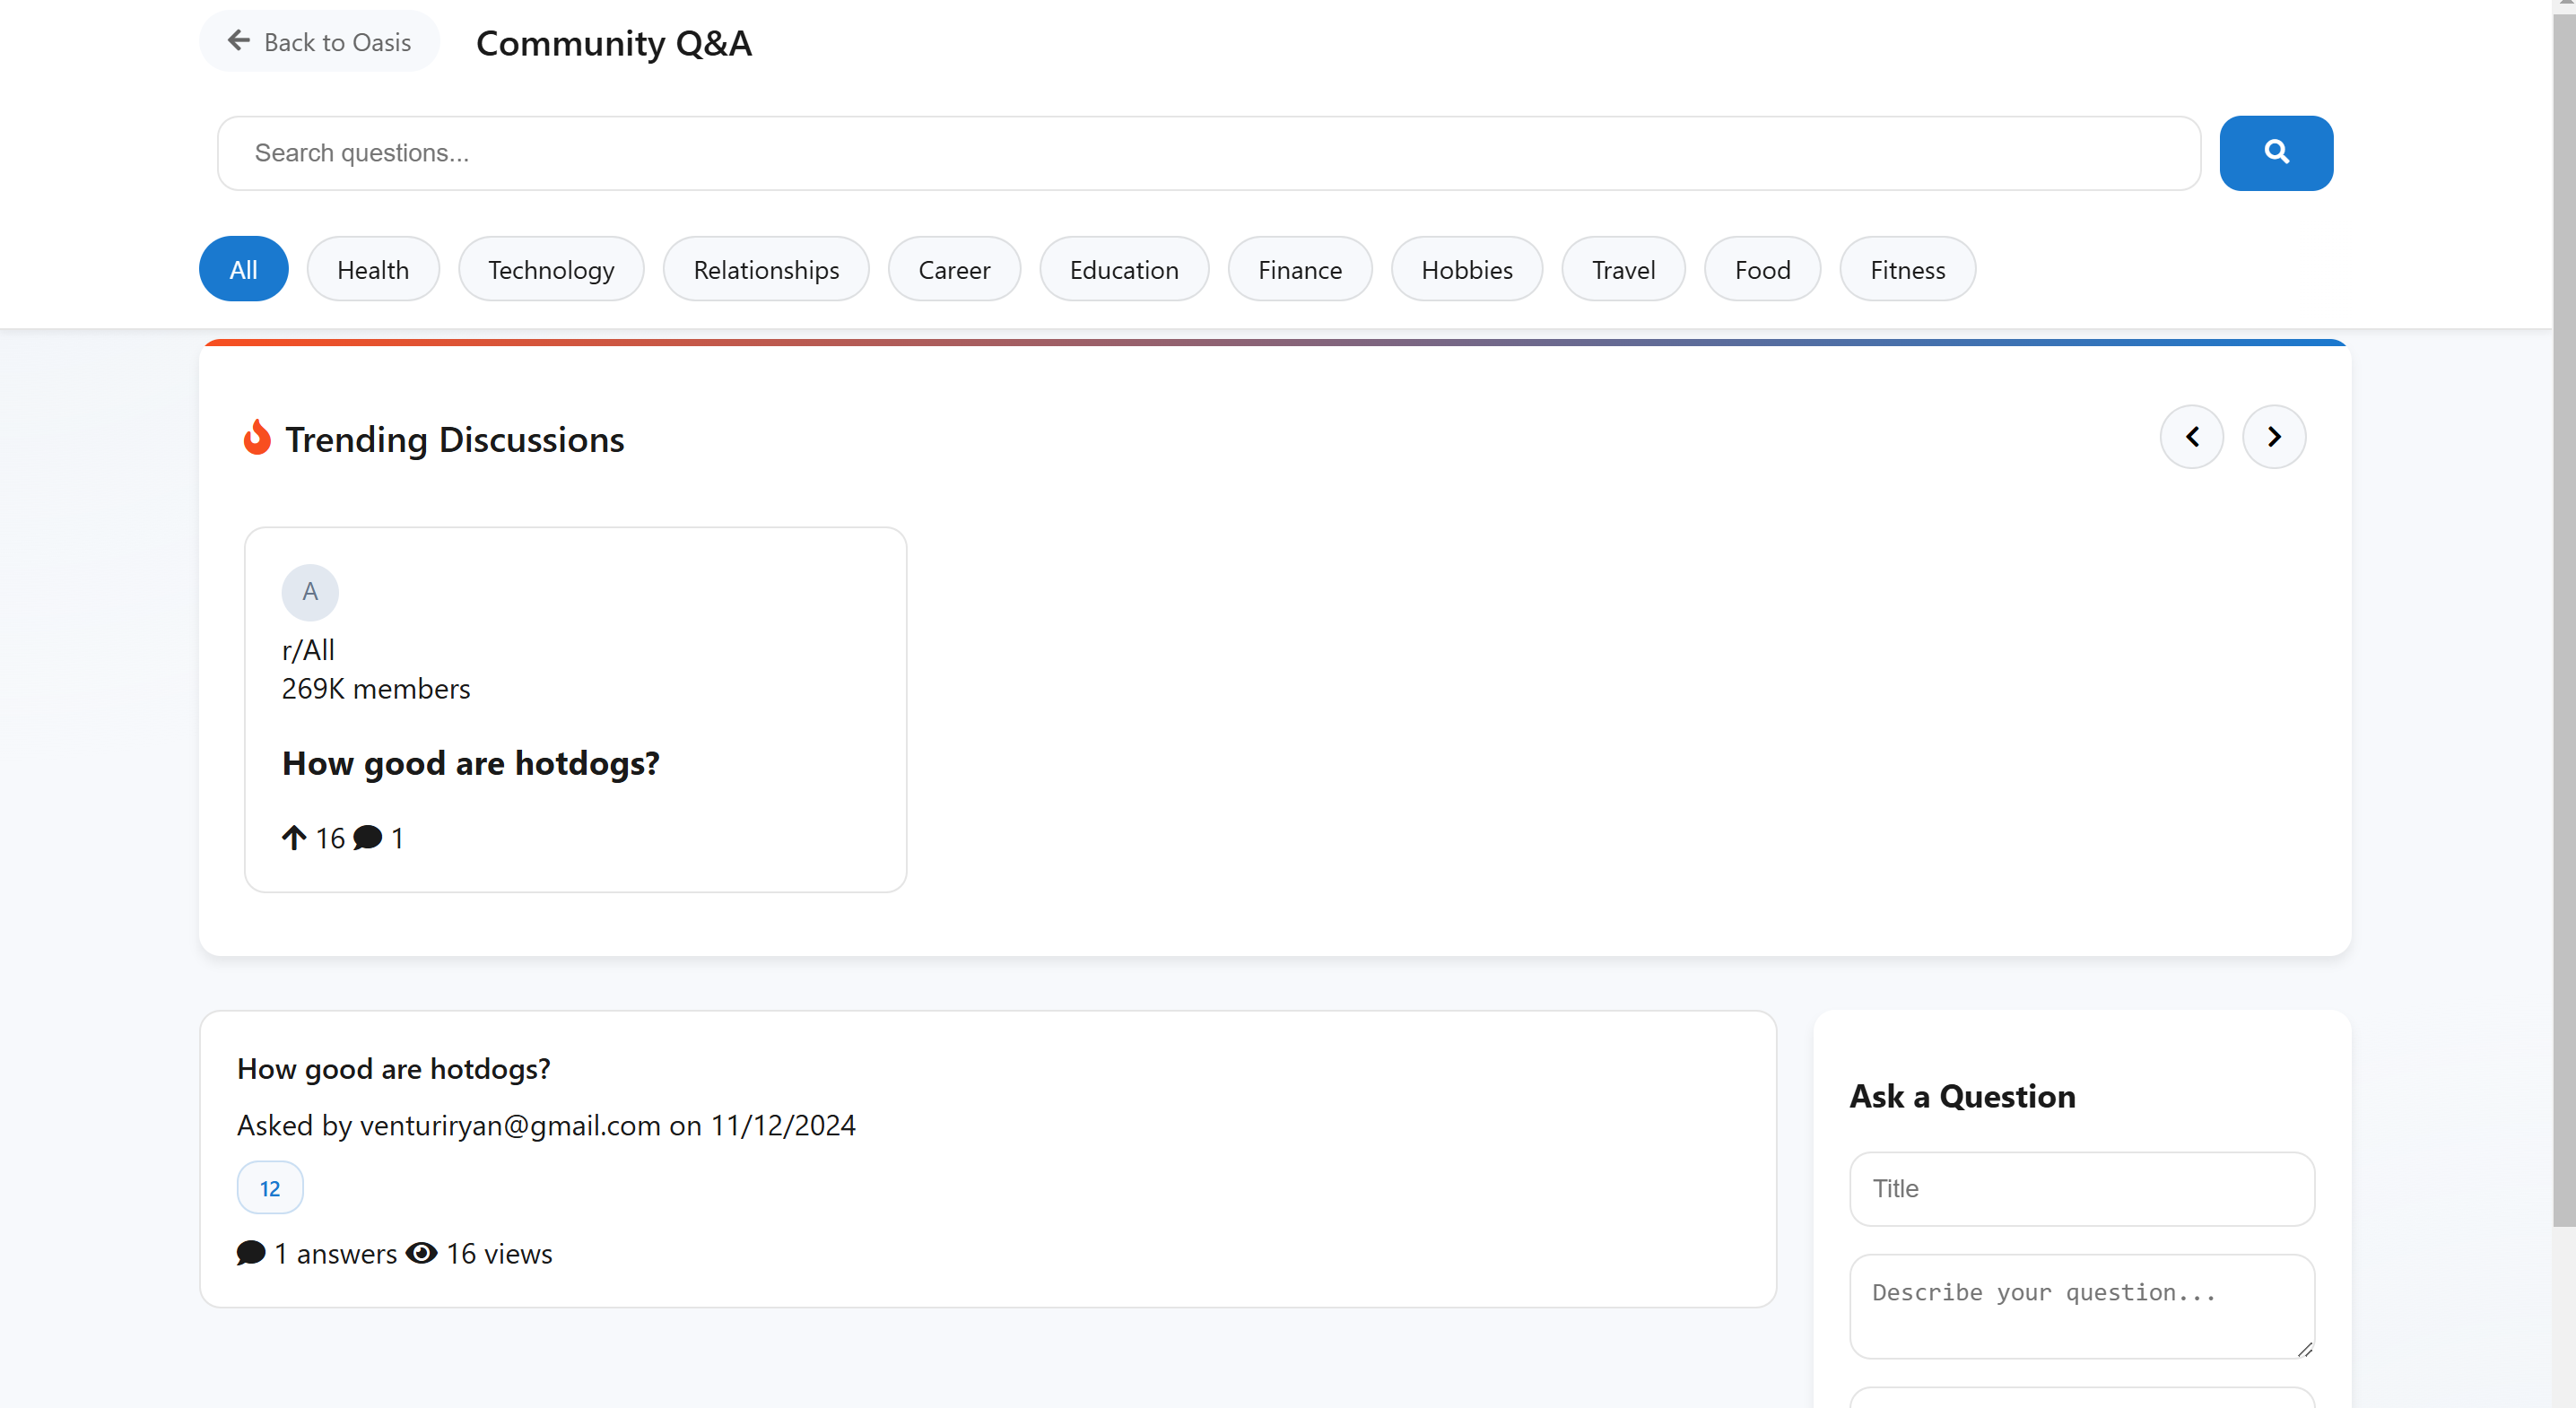 Back to Oasis
Community Q&A
Search questions...
All
Health
Technology
Relationships
Career
Education
Finance
Hobbies
Travel
Food
Fitness
Trending Discussions
A
r/All
269K members
How good are hotdogs?
16 1
How good are hotdogs?
Asked by venturiryan@gmail.com on 11/12/2024
12
1 answers 16 views
Ask a Question
Title
Describe your question...